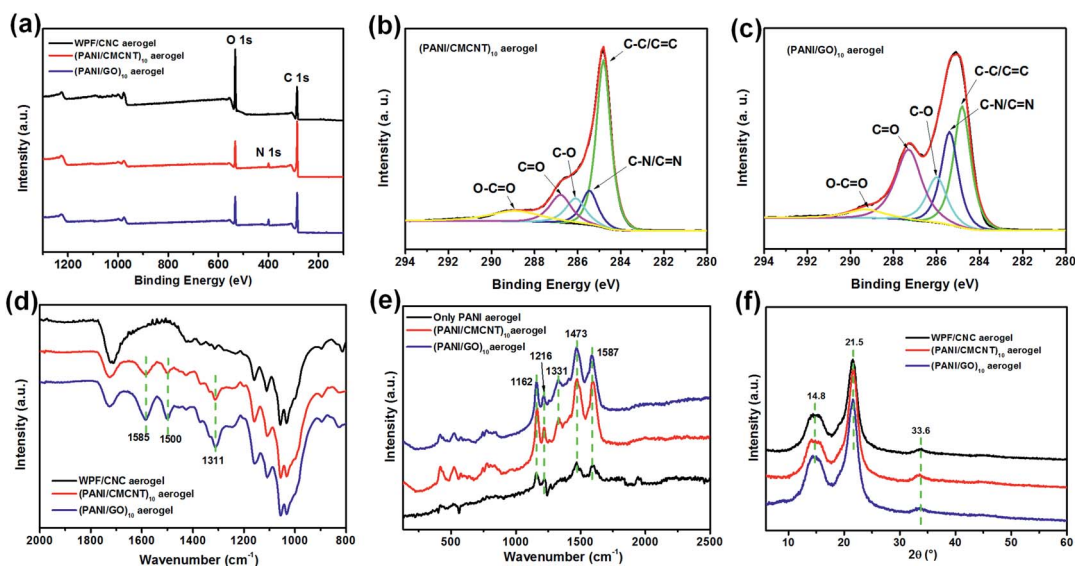 (a)
WPF/CNC aerogel
(PANI/CMCNT)10 aerogel
(PANI/GO)10 aerogel
O 1s
C 1s
N 1s
Intensity (a. u.)
1200 1000 800 600 400 200
Binding Energy (eV)
(b)
(PANI/CMCNT)10 aerogel
C-C/C=C
C=O
C-O
C-N/C=N
O-C=O
Intensity (a. u.)
294 292 290 288 286 284 282 280
Binding Energy (eV)
(c)
(PANI/GO)10 aerogel
C-C/C=C
C-N/C=N
C-O
C=O
O-C=O
Intensity (a. u.)
294 292 290 288 286 284 282 280
Binding Energy (eV)
(d)
1585
1500
1311
WPF/CNC aerogel
(PANI/CMCNT)10 aerogel
(PANI/GO)10 aerogel
Intensity (a.u.)
2000 1800 1600 1400 1200 1000 800
Wavenumber (cm-1)
(e)
Only PANI aerogel
(PANI/CMCNT)10 aerogel
(PANI/GO)10 aerogel
1473
1587
1331
1216
1162
Intensity (a.u.)
500 1000 1500 2000 2500
Wavenumber (cm-1)
(f)
WPF/CNC aerogel
(PANI/CMCNT)10 aerogel
(PANI/GO)10 aerogel
21.5
14.8
33.6
Intensity (a.u.)
10 20 30 40 50 60
2θ (°)